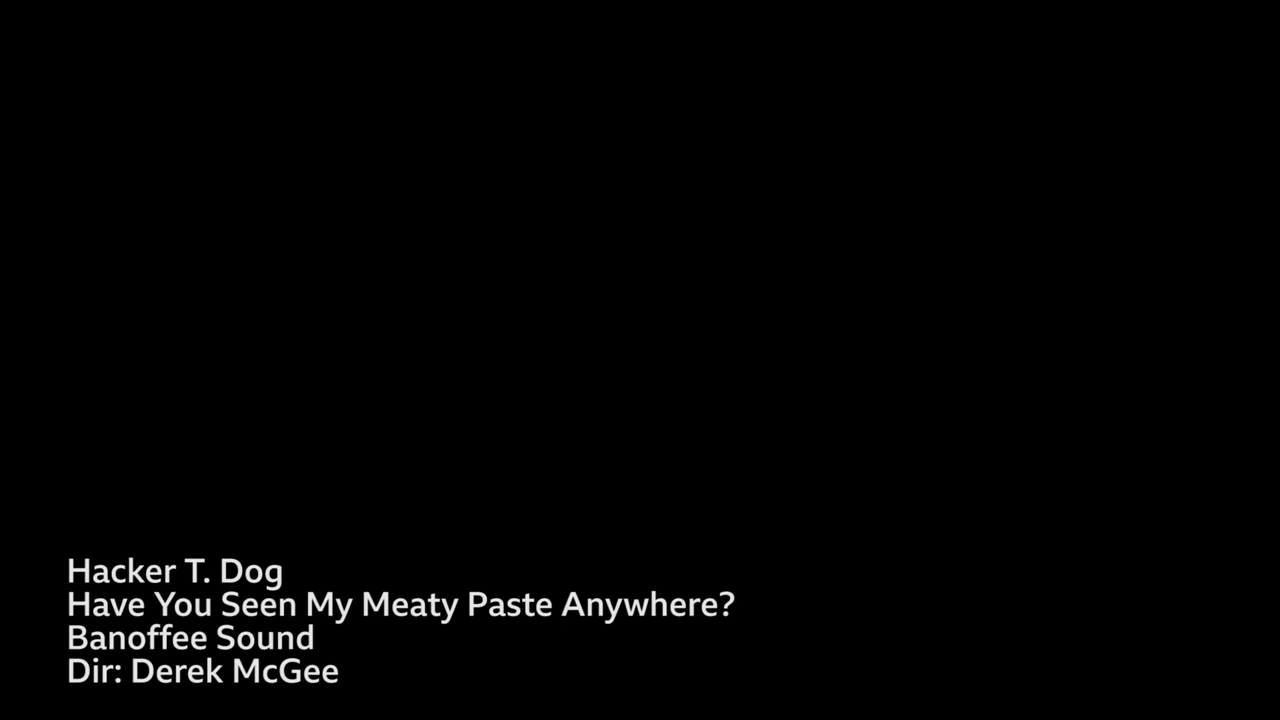 Hacker T. Dog
Have You Seen My Meaty Paste Anywhere?
Banoffee Sound
Dir: Derek McGee